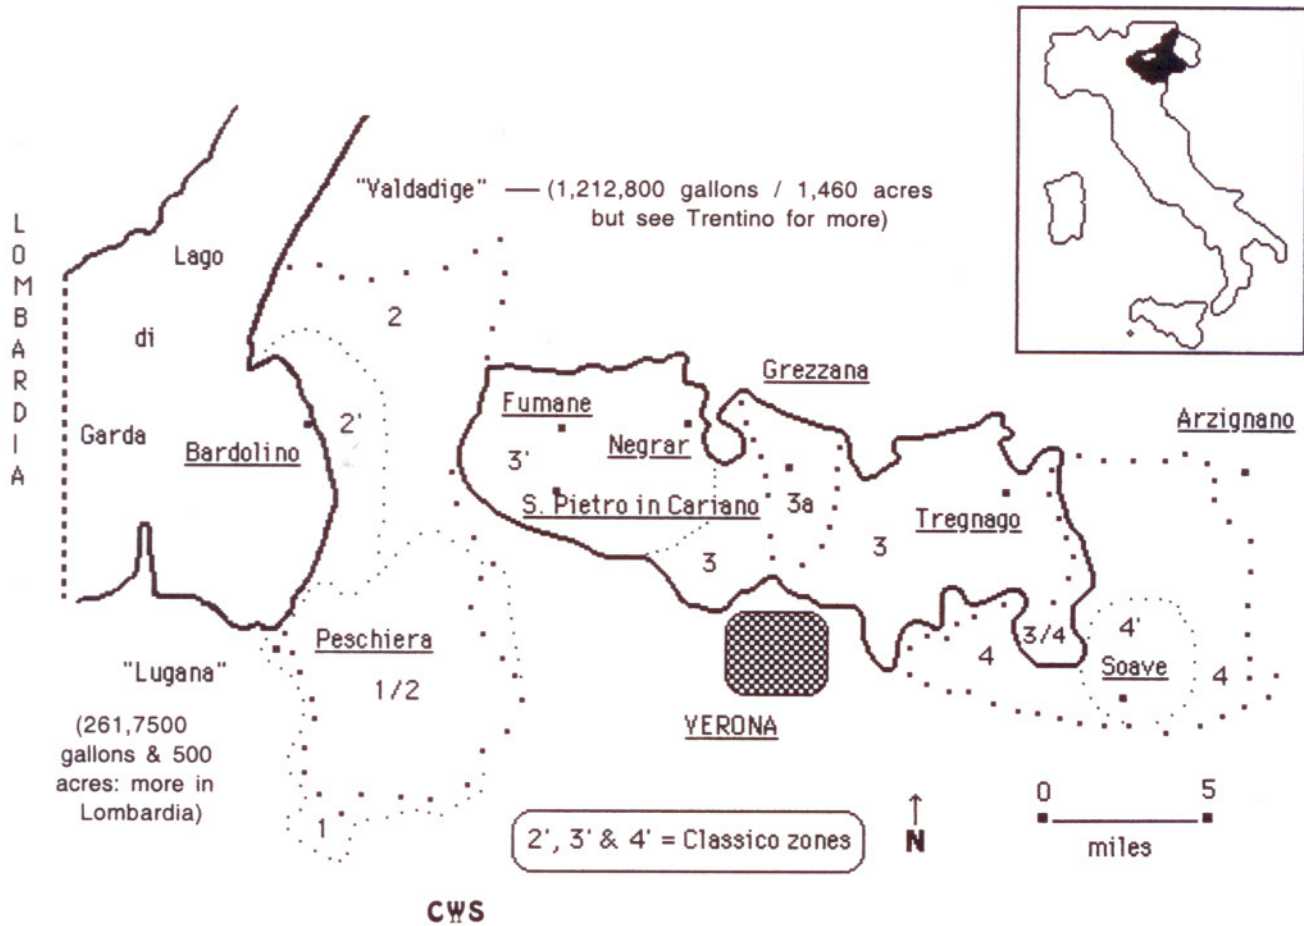 "Valdadige" — (1,212,800 gallons / 1,460 acres
but see Trentino for more)
LOMBARDIA
Lago
di
Garda
2
2'
Bardolino
Fumane
Negrar
Grezzana
Arzignano
3'
S. Pietro in Cariano
3a
Tregnago
3
3
Peschiera
1/2
"Lugana"
(261,7500
gallons & 500
acres: more in
Lombardia)
1
VERONA
4
3/4
4'
Soave
4
2', 3' & 4' = Classico zones
N
0 5
miles
CWS